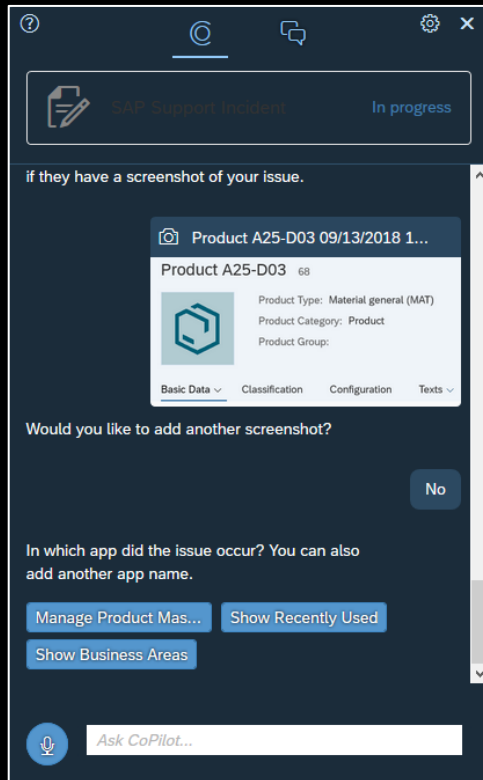 SAP Support Incident
In progress
if they have a screenshot of your issue.
Product A25-D03 09/13/2018 1...
Product A25-D03 68
Product Type: Material general (MAT)
Product Category: Product
Product Group:
Basic Data Classification Configuration Texts
Would you like to add another screenshot?
No
In which app did the issue occur? You can also
add another app name.
Manage Product Mas... Show Recently Used
Show Business Areas
Ask CoPilot...